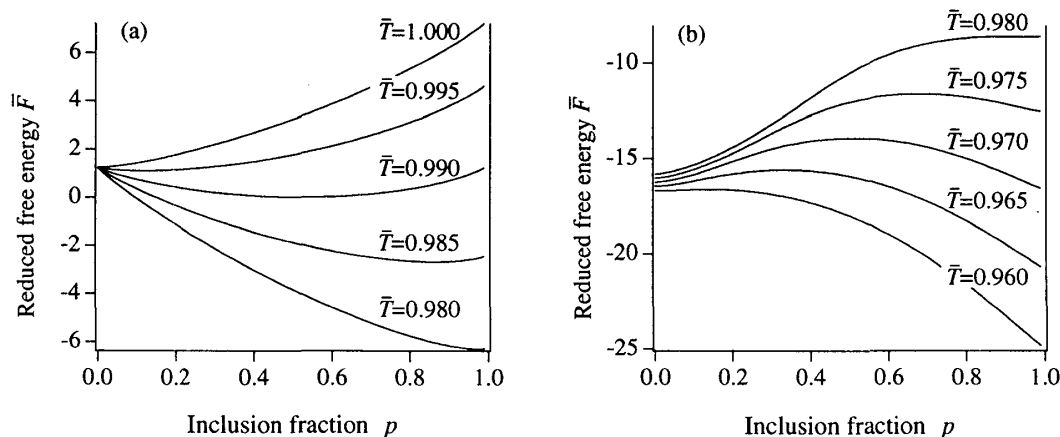 (a)
T̄=1.000
T̄=0.995
T̄=0.990
T̄=0.985
T̄=0.980
6
4
2
0
-2
-4
-6
0.0 0.2 0.4 0.6 0.8 1.0
Reduced free energy F̄
Inclusion fraction p
(b)
T̄=0.980
T̄=0.975
T̄=0.970
T̄=0.965
T̄=0.960
-10
-15
-20
-25
0.0 0.2 0.4 0.6 0.8 1.0
Reduced free energy F̄
Inclusion fraction p